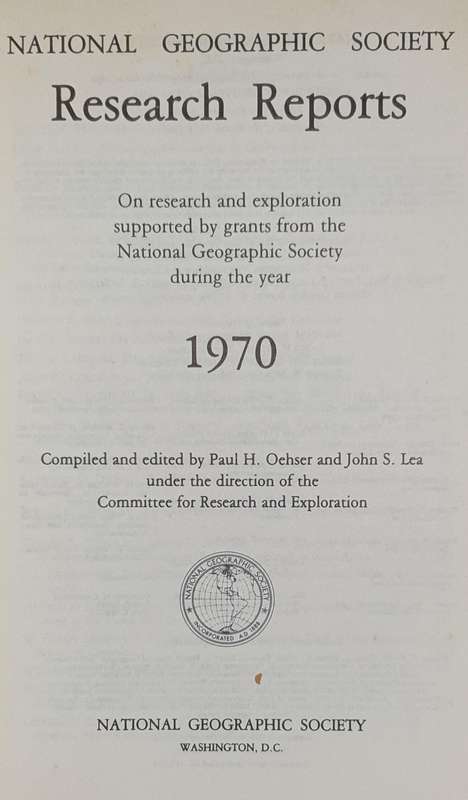 NATIONAL GEOGRAPHIC SOCIETY
Research Reports
On research and exploration
supported by grants from the
National Geographic Society
during the year
1970
Compiled and edited by Paul H. Oehser and John S. Lea
under the direction of the
Committee for Research and Exploration
NATIONAL GEOGRAPHIC SOCIETY
INCORPORATED A.D. 1888
NATIONAL GEOGRAPHIC SOCIETY
WASHINGTON, D.C.